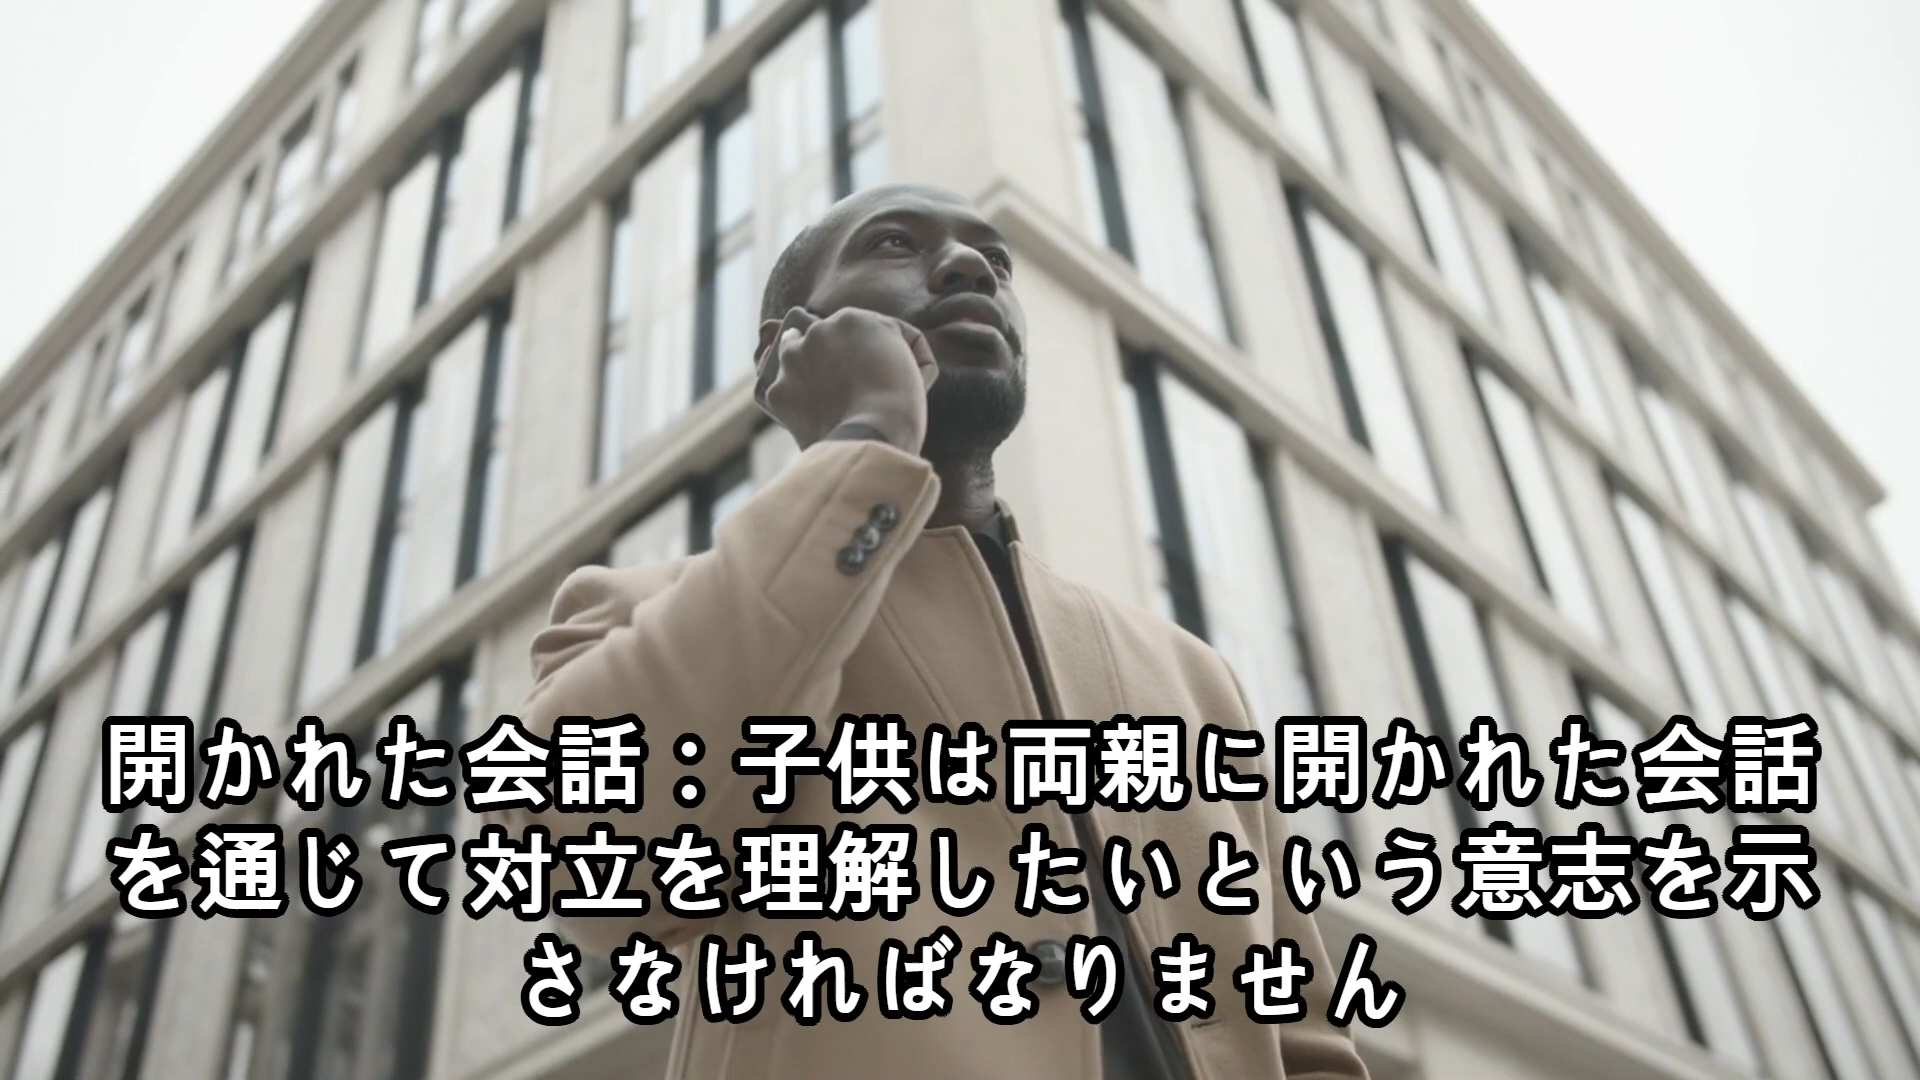 開かれた会話：子供は両親に開かれた会話
を通じて対立を理解したいという意志を示
さなければなりません